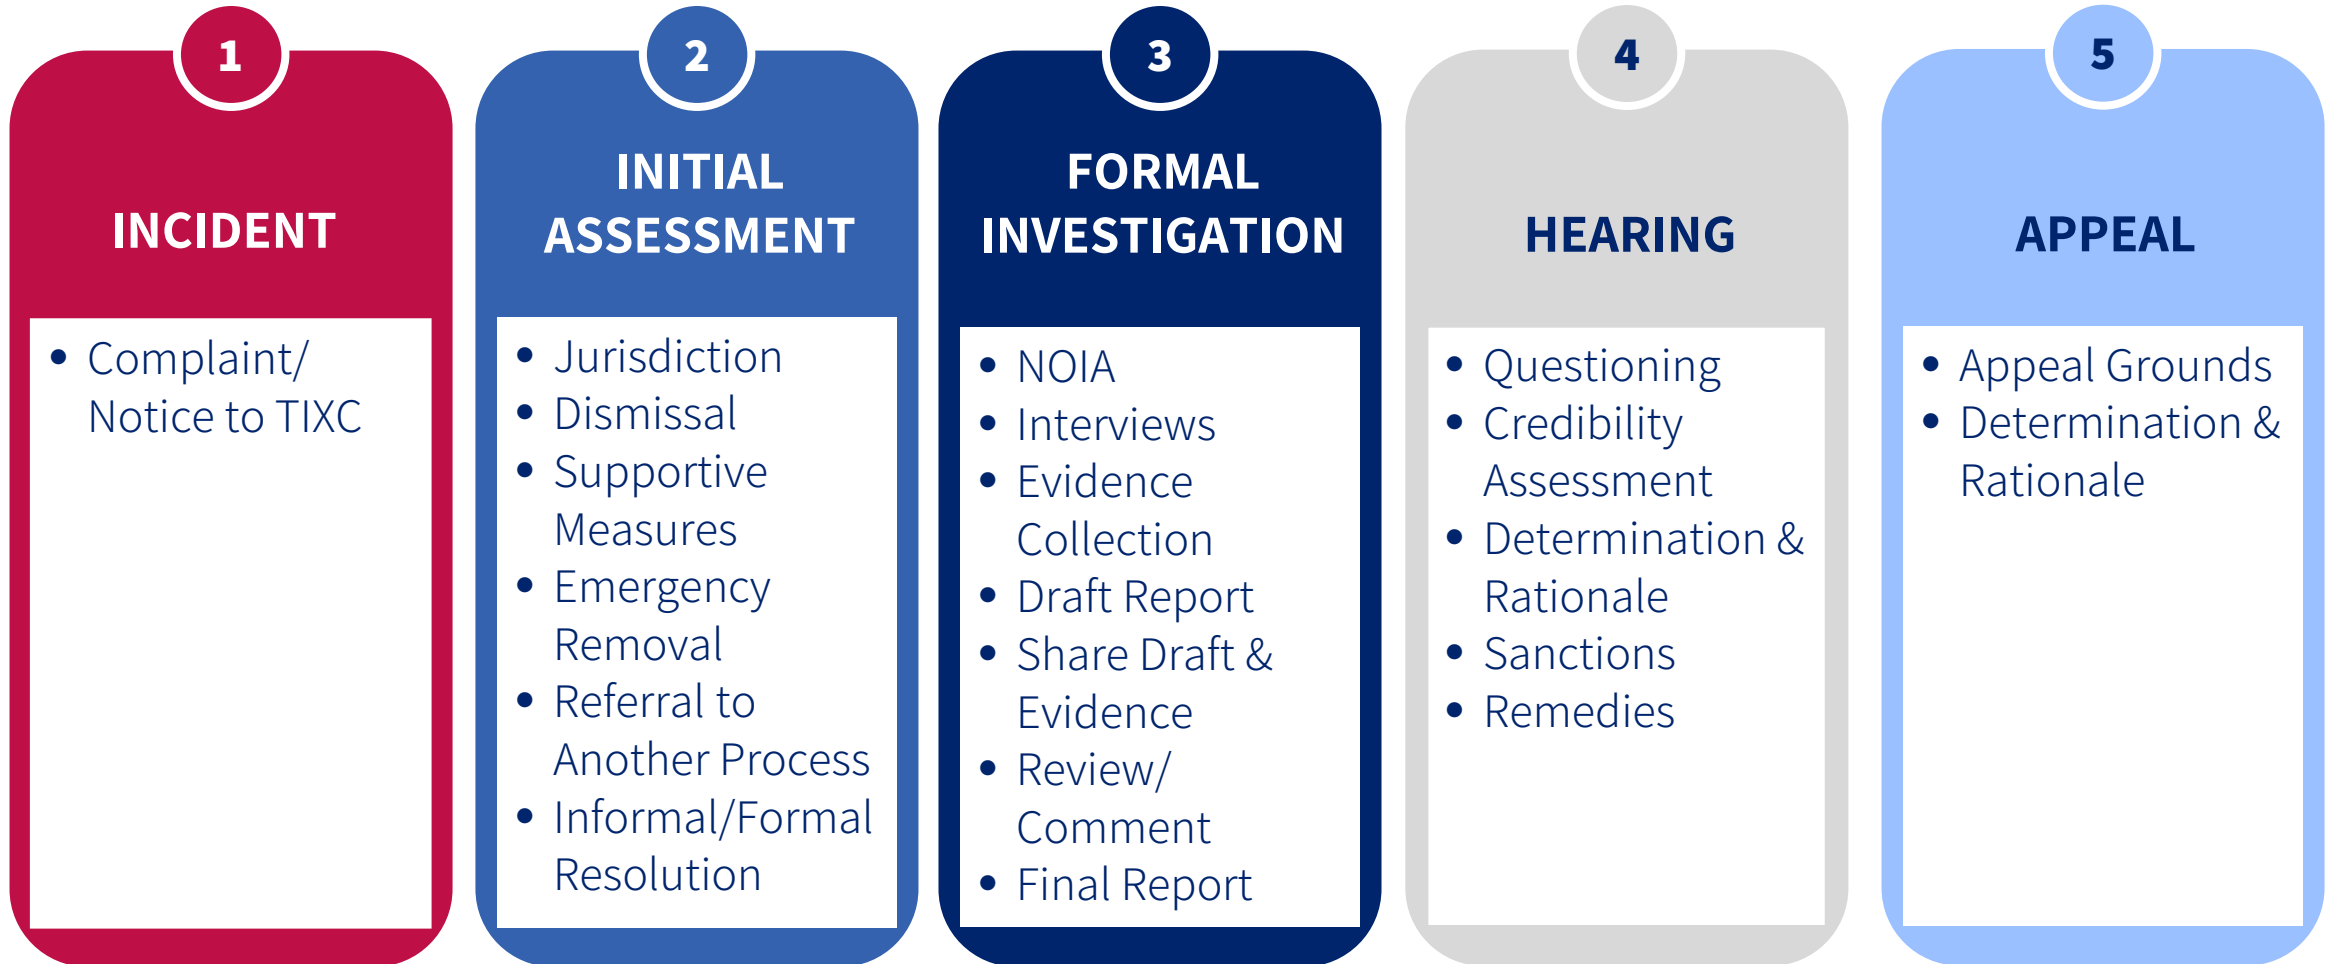 1
INCIDENT
• Complaint/
Notice to TIXC
2
INITIAL
ASSESSMENT
• Jurisdiction
• Dismissal
• Supportive
Measures
• Emergency
Removal
• Referral to
Another Process
• Informal/Formal
Resolution
3
FORMAL
INVESTIGATION
• NOIA
• Interviews
• Evidence
Collection
• Draft Report
• Share Draft &
Evidence
• Review/
Comment
• Final Report
4
HEARING
• Questioning
• Credibility
Assessment
• Determination &
Rationale
• Sanctions
• Remedies
5
APPEAL
• Appeal Grounds
• Determination &
Rationale